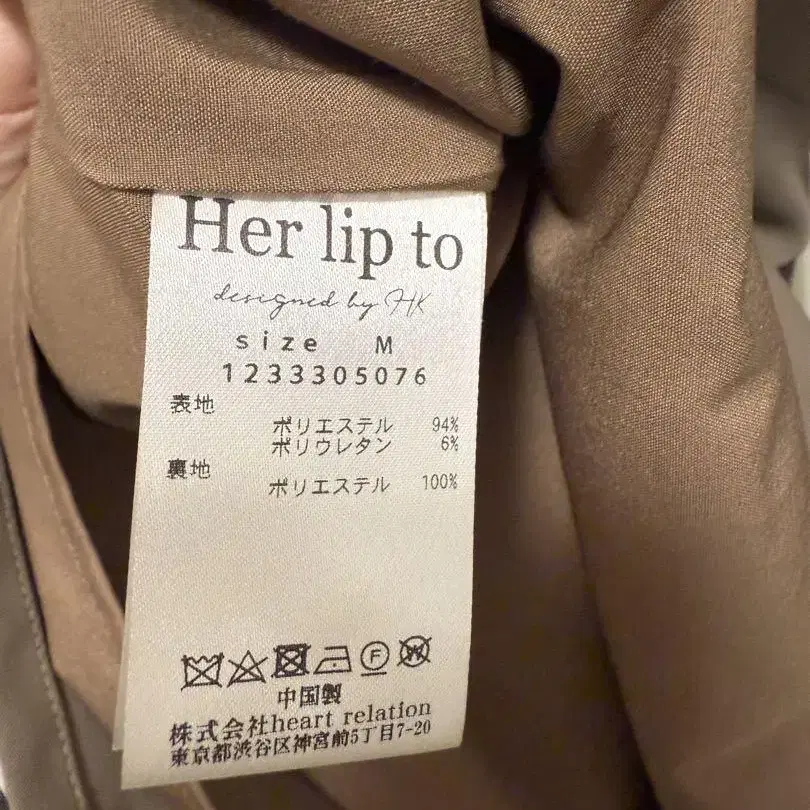 Her lip to
designed by HK
size M
1233305076
表地
ポリエステル 94%
ポリウレタン 6%
裏地
ポリエステル 100%
F W
中国製
株式会社heart relation
東京都渋谷区神宮前5丁目7-20